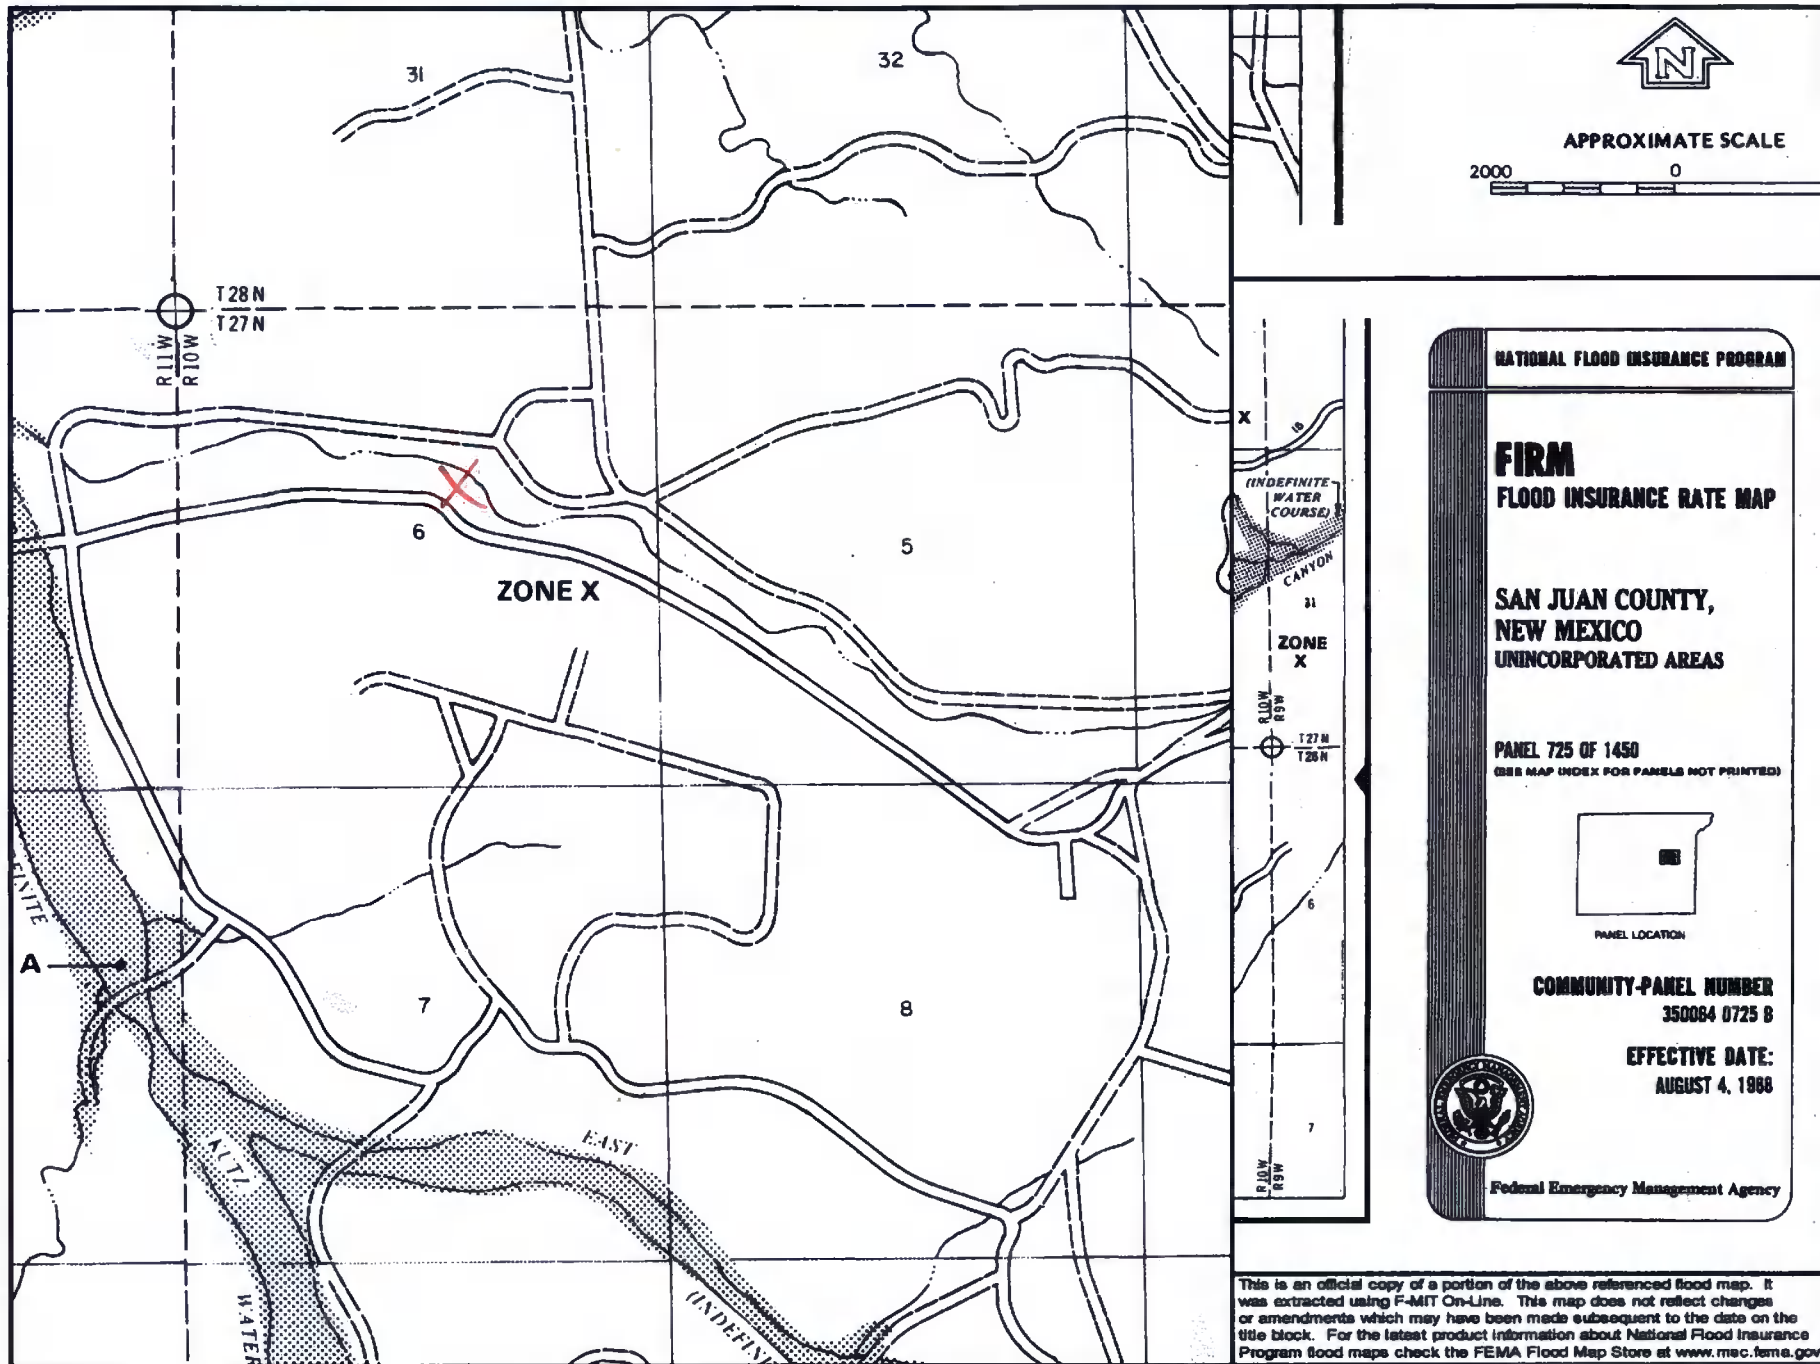 31
32
T 28 N
T 27 N
R 11 W
R 10 W
6
5
ZONE X
A
7
8
KUTZ
EAST
WATER
APPROXIMATE SCALE
2000 0
X
18
(INDEFINITE
WATER
COURSE)
CANYON
31
ZONE
X
R10W
R9W
T27N
T26N
6
7
R10W
R9W
N
NATIONAL FLOOD INSURANCE PROGRAM
FIRM
FLOOD INSURANCE RATE MAP
SAN JUAN COUNTY,
NEW MEXICO
UNINCORPORATED AREAS
PANEL 725 OF 1450
(SEE MAP INDEX FOR PANELS NOT PRINTED)
PANEL LOCATION
COMMUNITY-PANEL NUMBER
350064 0725 B
EFFECTIVE DATE:
AUGUST 4, 1988
Federal Emergency Management Agency
This is an official copy of a portion of the above referenced flood map. It
was extracted using F-MIT On-Line. This map does not reflect changes
or amendments which may have been made subsequent to the date on the
title block. For the latest product information about National Flood Insurance
Program flood maps check the FEMA Flood Map Store at www.msc.fema.gov